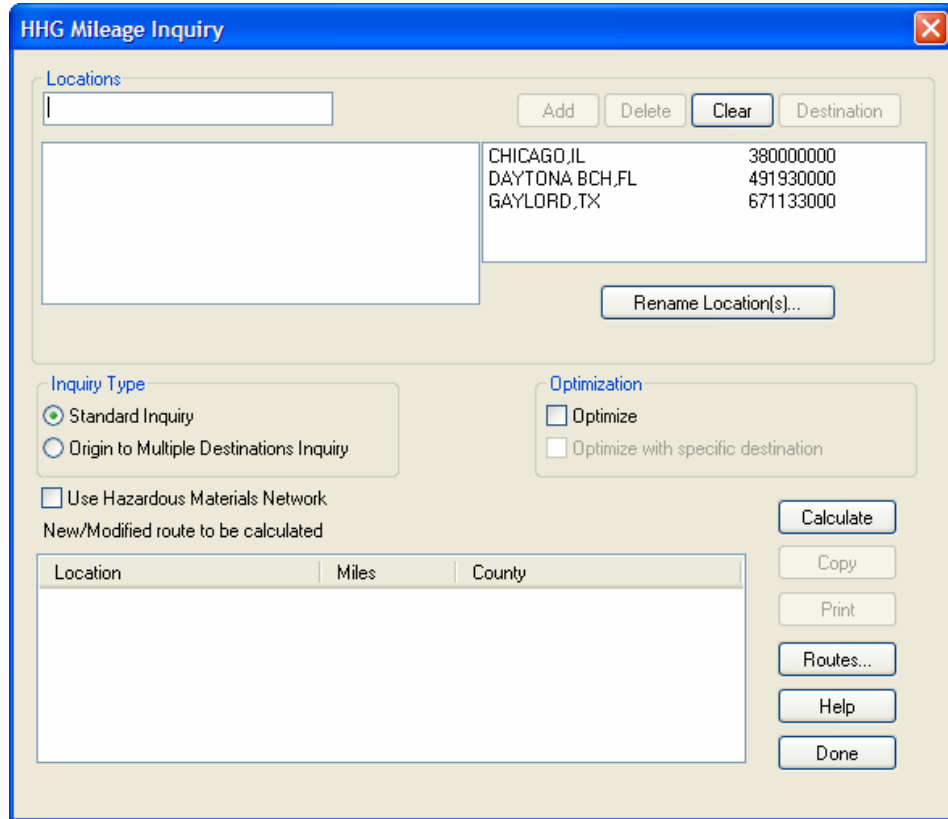 HHG Mileage Inquiry
Locations
Add Delete Clear Destination
CHICAGO,IL 380000000
DAYTONA BCH,FL 491930000
GAYLORD,TX 671133000
Rename Location(s)...
Inquiry Type
Standard Inquiry
Origin to Multiple Destinations Inquiry
Optimization
Optimize
Optimize with specific destination
Use Hazardous Materials Network
New/Modified route to be calculated
Location Miles County
Calculate
Copy
Print
Routes...
Help
Done